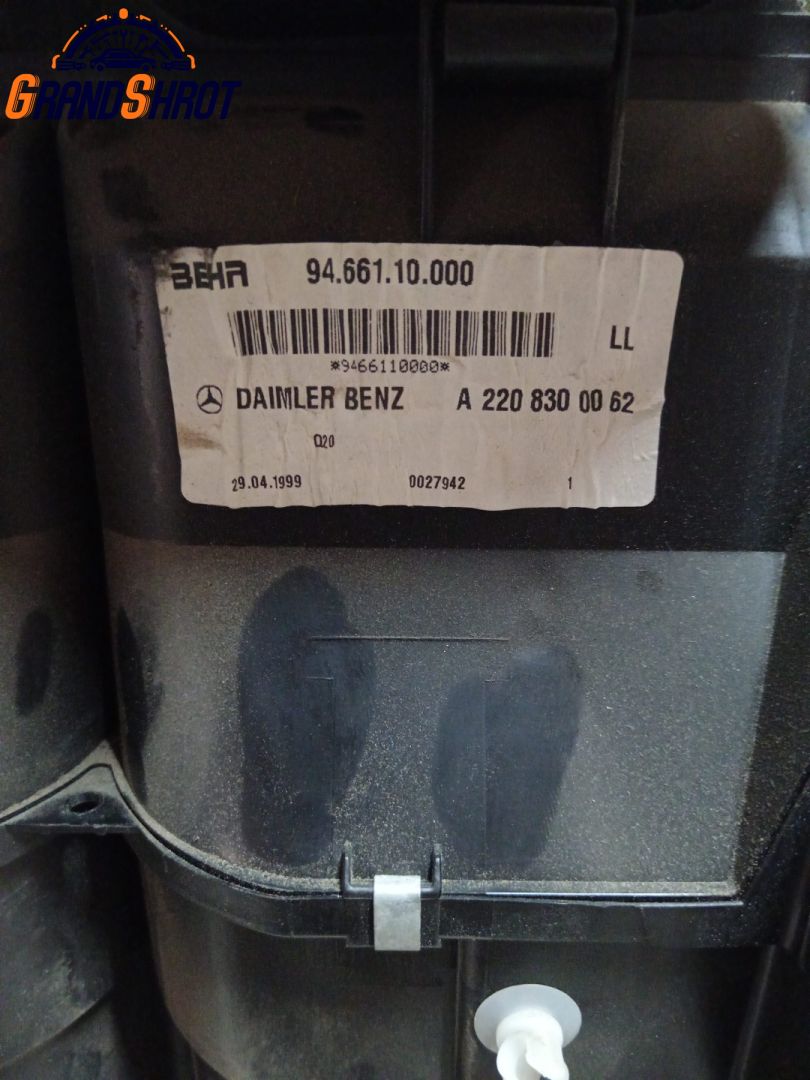 GRANDSHROT
BEHR 94.661.10.000
*9466110000*
LL
DAIMLER BENZ A 220 830 00 62
Q20
29.04.1999 0027942 1